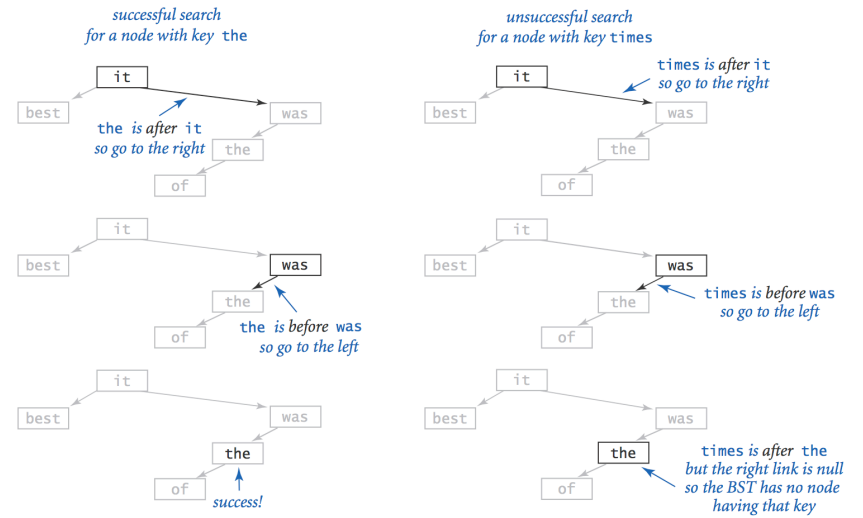 successful search
for a node with key the
it
best
was
the is after it
so go to the right
the
of
it
best
was
the
the is before was
so go to the left
of
it
best
was
the
of
success!
unsuccessful search
for a node with key times
times is after it
so go to the right
it
best
was
the
of
it
best
was
the
times is before was
so go to the left
of
it
best
was
the
times is after the
but the right link is null
so the BST has no node
having that key
of